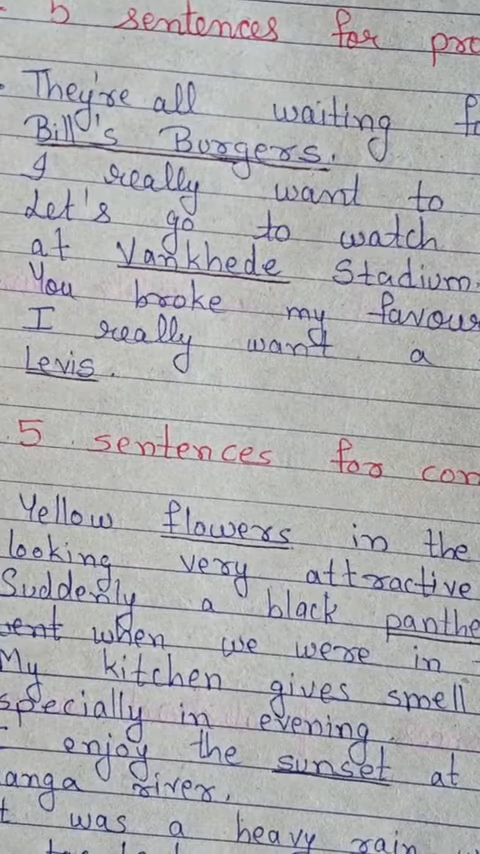 5 sentences for pro
They're all waiting fo
Bill's Burgers.
I really want to
Let's go to watch
at Vankhede Stadium.
You broke my favour
I really want a
Levis.
5 sentences for com
Yellow flowers in the
looking very attractive
Suddenly a black panthe
when we were in
My kitchen gives smell
specially in evening.
I enjoy the sunset at
anga river.
t was a heavy rain